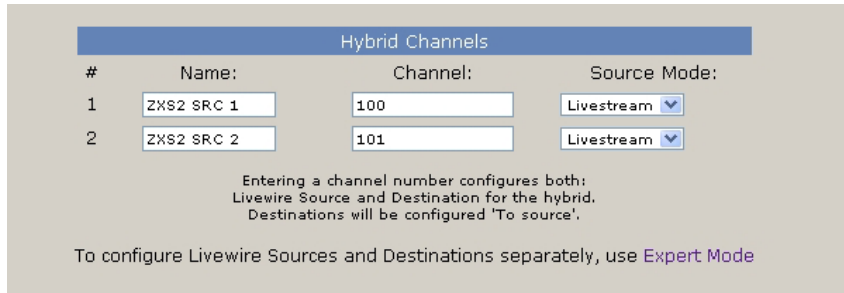 Hybrid Channels
# Name: Channel: Source Mode:
1 ZXS2 SRC 1 100 Livestream
2 ZXS2 SRC 2 101 Livestream
Entering a channel number configures both:
Livewire Source and Destination for the hybrid.
Destinations will be configured 'To source'.
To configure Livewire Sources and Destinations separately, use Expert Mode